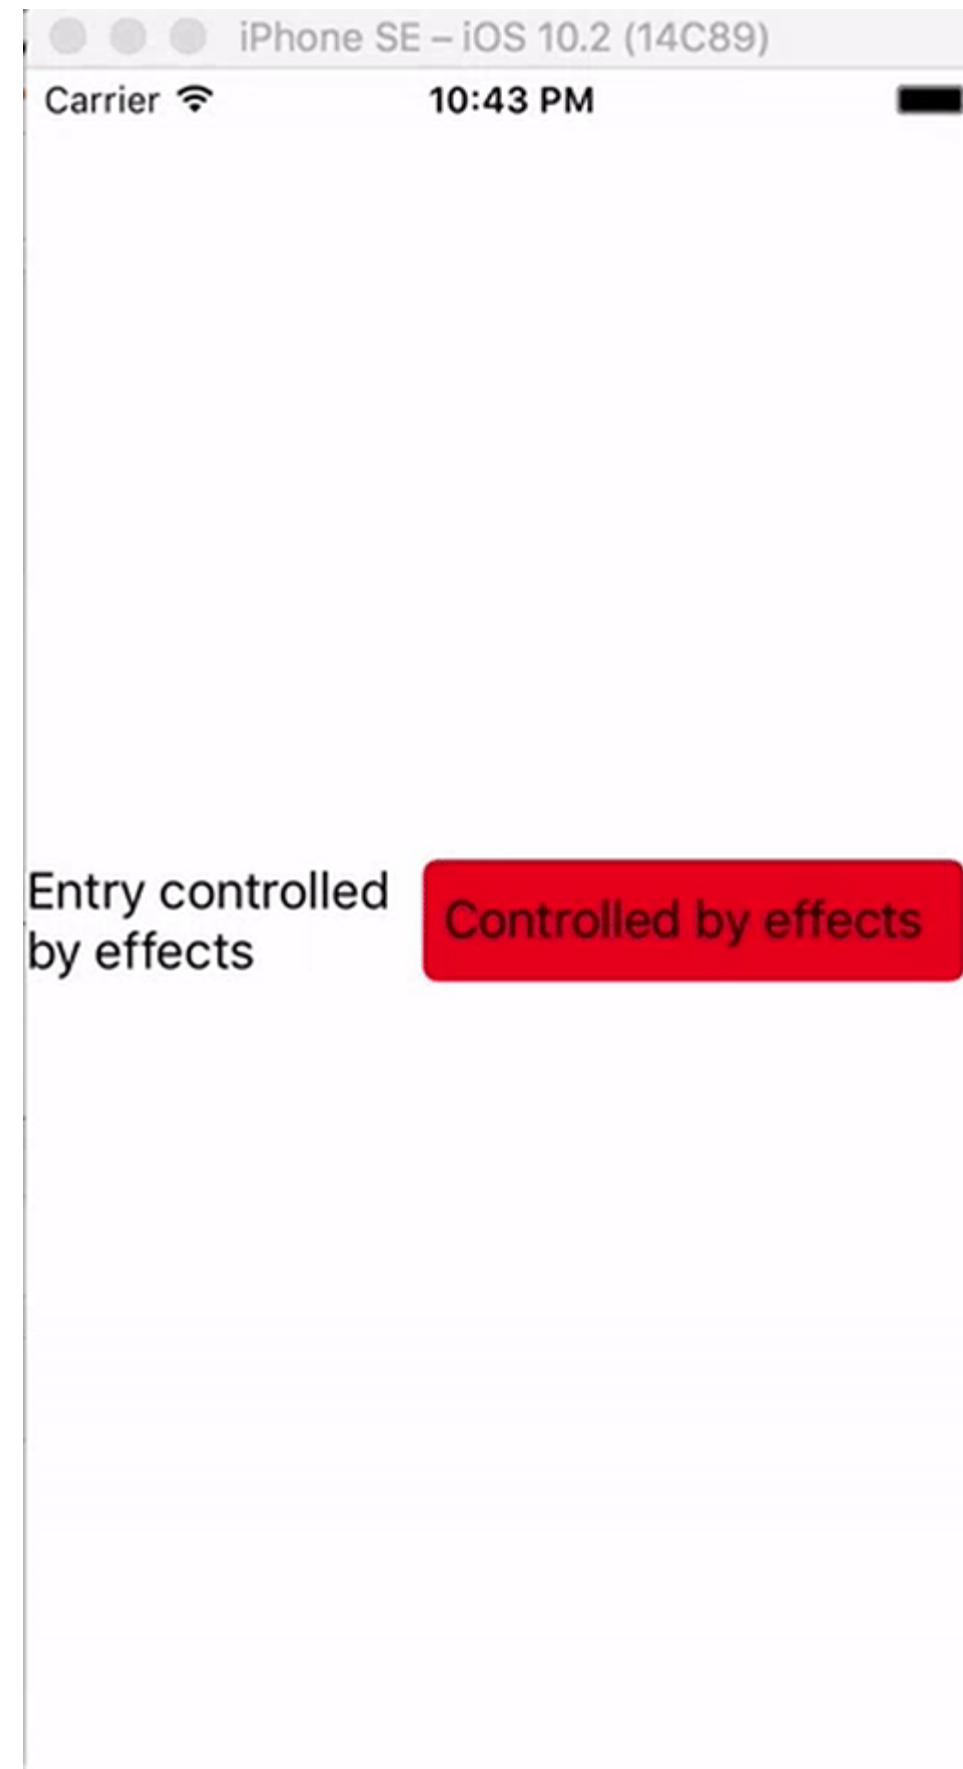 iPhone SE – iOS 10.2 (14C89)
Carrier 10:43 PM
Entry controlled
by effects
Controlled by effects